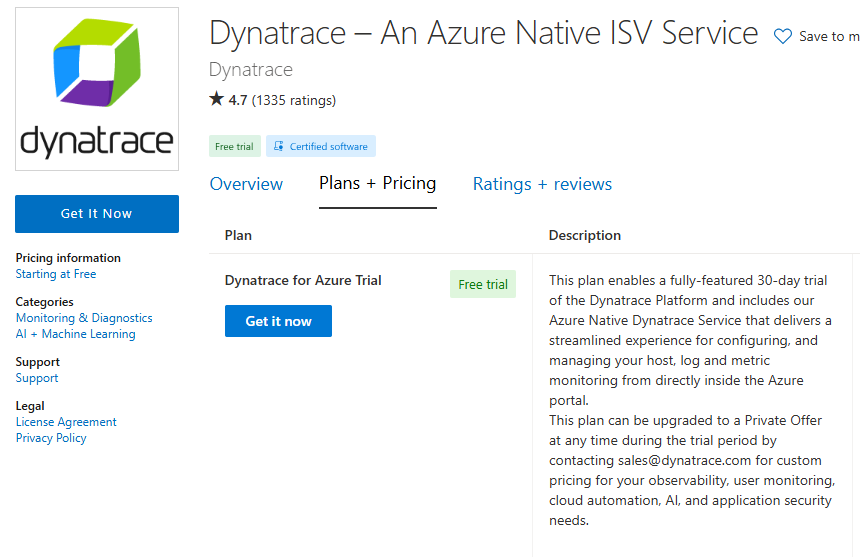 dynatrace
Dynatrace – An Azure Native ISV Service
Save to m
Dynatrace
★ 4.7 (1335 ratings)
Free trial
Certified software
Overview
Plans + Pricing
Ratings + reviews
Get It Now
Pricing information
Starting at Free
Categories
Monitoring & Diagnostics
AI + Machine Learning
Support
Support
Legal
License Agreement
Privacy Policy
Plan
Description
Dynatrace for Azure Trial
Free trial
Get it now
This plan enables a fully-featured 30-day trial
of the Dynatrace Platform and includes our
Azure Native Dynatrace Service that delivers a
streamlined experience for configuring, and
managing your host, log and metric
monitoring from directly inside the Azure
portal.
This plan can be upgraded to a Private Offer
at any time during the trial period by
contacting sales@dynatrace.com for custom
pricing for your observability, user monitoring,
cloud automation, AI, and application security
needs.